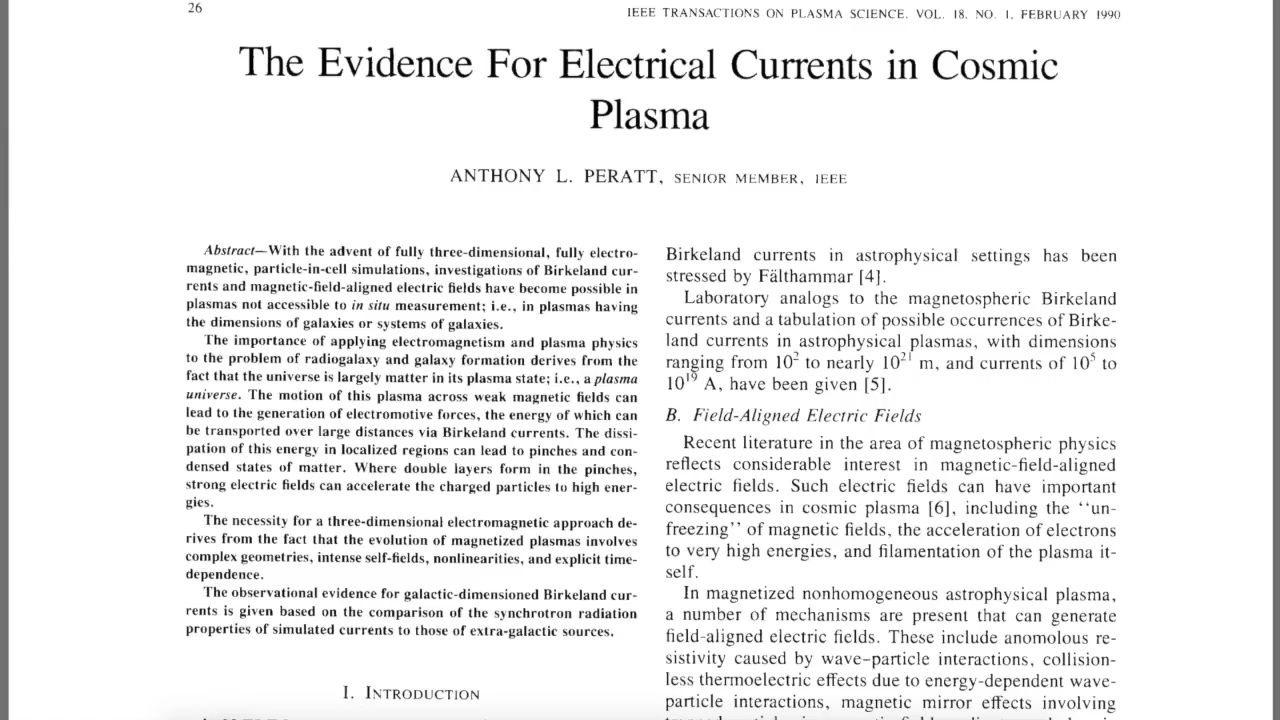 26
IEEE TRANSACTIONS ON PLASMA SCIENCE. VOL. 18. NO. 1. FEBRUARY 1990
The Evidence For Electrical Currents in Cosmic
Plasma
ANTHONY L. PERATT, SENIOR MEMBER, IEEE
Abstract—With the advent of fully three-dimensional, fully electro-
magnetic, particle-in-cell simulations, investigations of Birkeland cur-
rents and magnetic-field-aligned electric fields have become possible in
plasmas not accessible to in situ measurement; i.e., in plasmas having
the dimensions of galaxies or systems of galaxies.
The importance of applying electromagnetism and plasma physics
to the problem of radiogalaxy and galaxy formation derives from the
fact that the universe is largely matter in its plasma state; i.e., a plasma
universe. The motion of this plasma across weak magnetic fields can
lead to the generation of electromotive forces, the energy of which can
be transported over large distances via Birkeland currents. The dissi-
pation of this energy in localized regions can lead to pinches and con-
densed states of matter. Where double layers form in the pinches,
strong electric fields can accelerate the charged particles to high ener-
gies.
The necessity for a three-dimensional electromagnetic approach de-
rives from the fact that the evolution of magnetized plasmas involves
complex geometries, intense self-fields, nonlinearities, and explicit time-
dependence.
The observational evidence for galactic-dimensioned Birkeland cur-
rents is given based on the comparison of the synchrotron radiation
properties of simulated currents to those of extra-galactic sources.
I. INTRODUCTION
Birkeland currents in astrophysical settings has been
stressed by Fälthammar [4].
Laboratory analogs to the magnetospheric Birkeland
currents and a tabulation of possible occurrences of Birke-
land currents in astrophysical plasmas, with dimensions
ranging from 10² to nearly 10²¹ m, and currents of 10⁵ to
10¹⁹ A, have been given [5].
B. Field-Aligned Electric Fields
Recent literature in the area of magnetospheric physics
reflects considerable interest in magnetic-field-aligned
electric fields. Such electric fields can have important
consequences in cosmic plasma [6], including the ‘‘un-
freezing’’ of magnetic fields, the acceleration of electrons
to very high energies, and filamentation of the plasma it-
self.
In magnetized nonhomogeneous astrophysical plasma,
a number of mechanisms are present that can generate
field-aligned electric fields. These include anomolous re-
sistivity caused by wave–particle interactions, collision-
less thermoelectric effects due to energy-dependent wave-
particle interactions, magnetic mirror effects involving